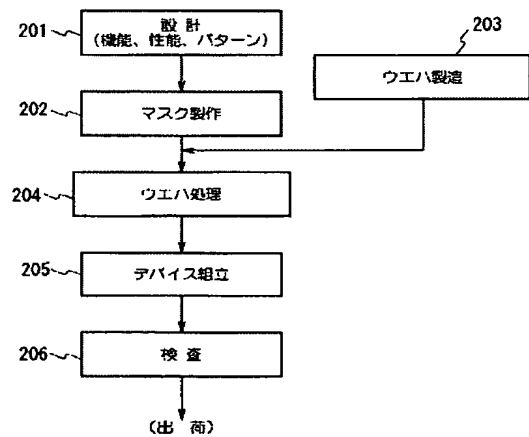 201
設 計
(機能、性能、パターン)
203
ウエハ製造
202
マスク製作
204
ウエハ処理
205
デバイス組立
206
検 査
(出 荷)